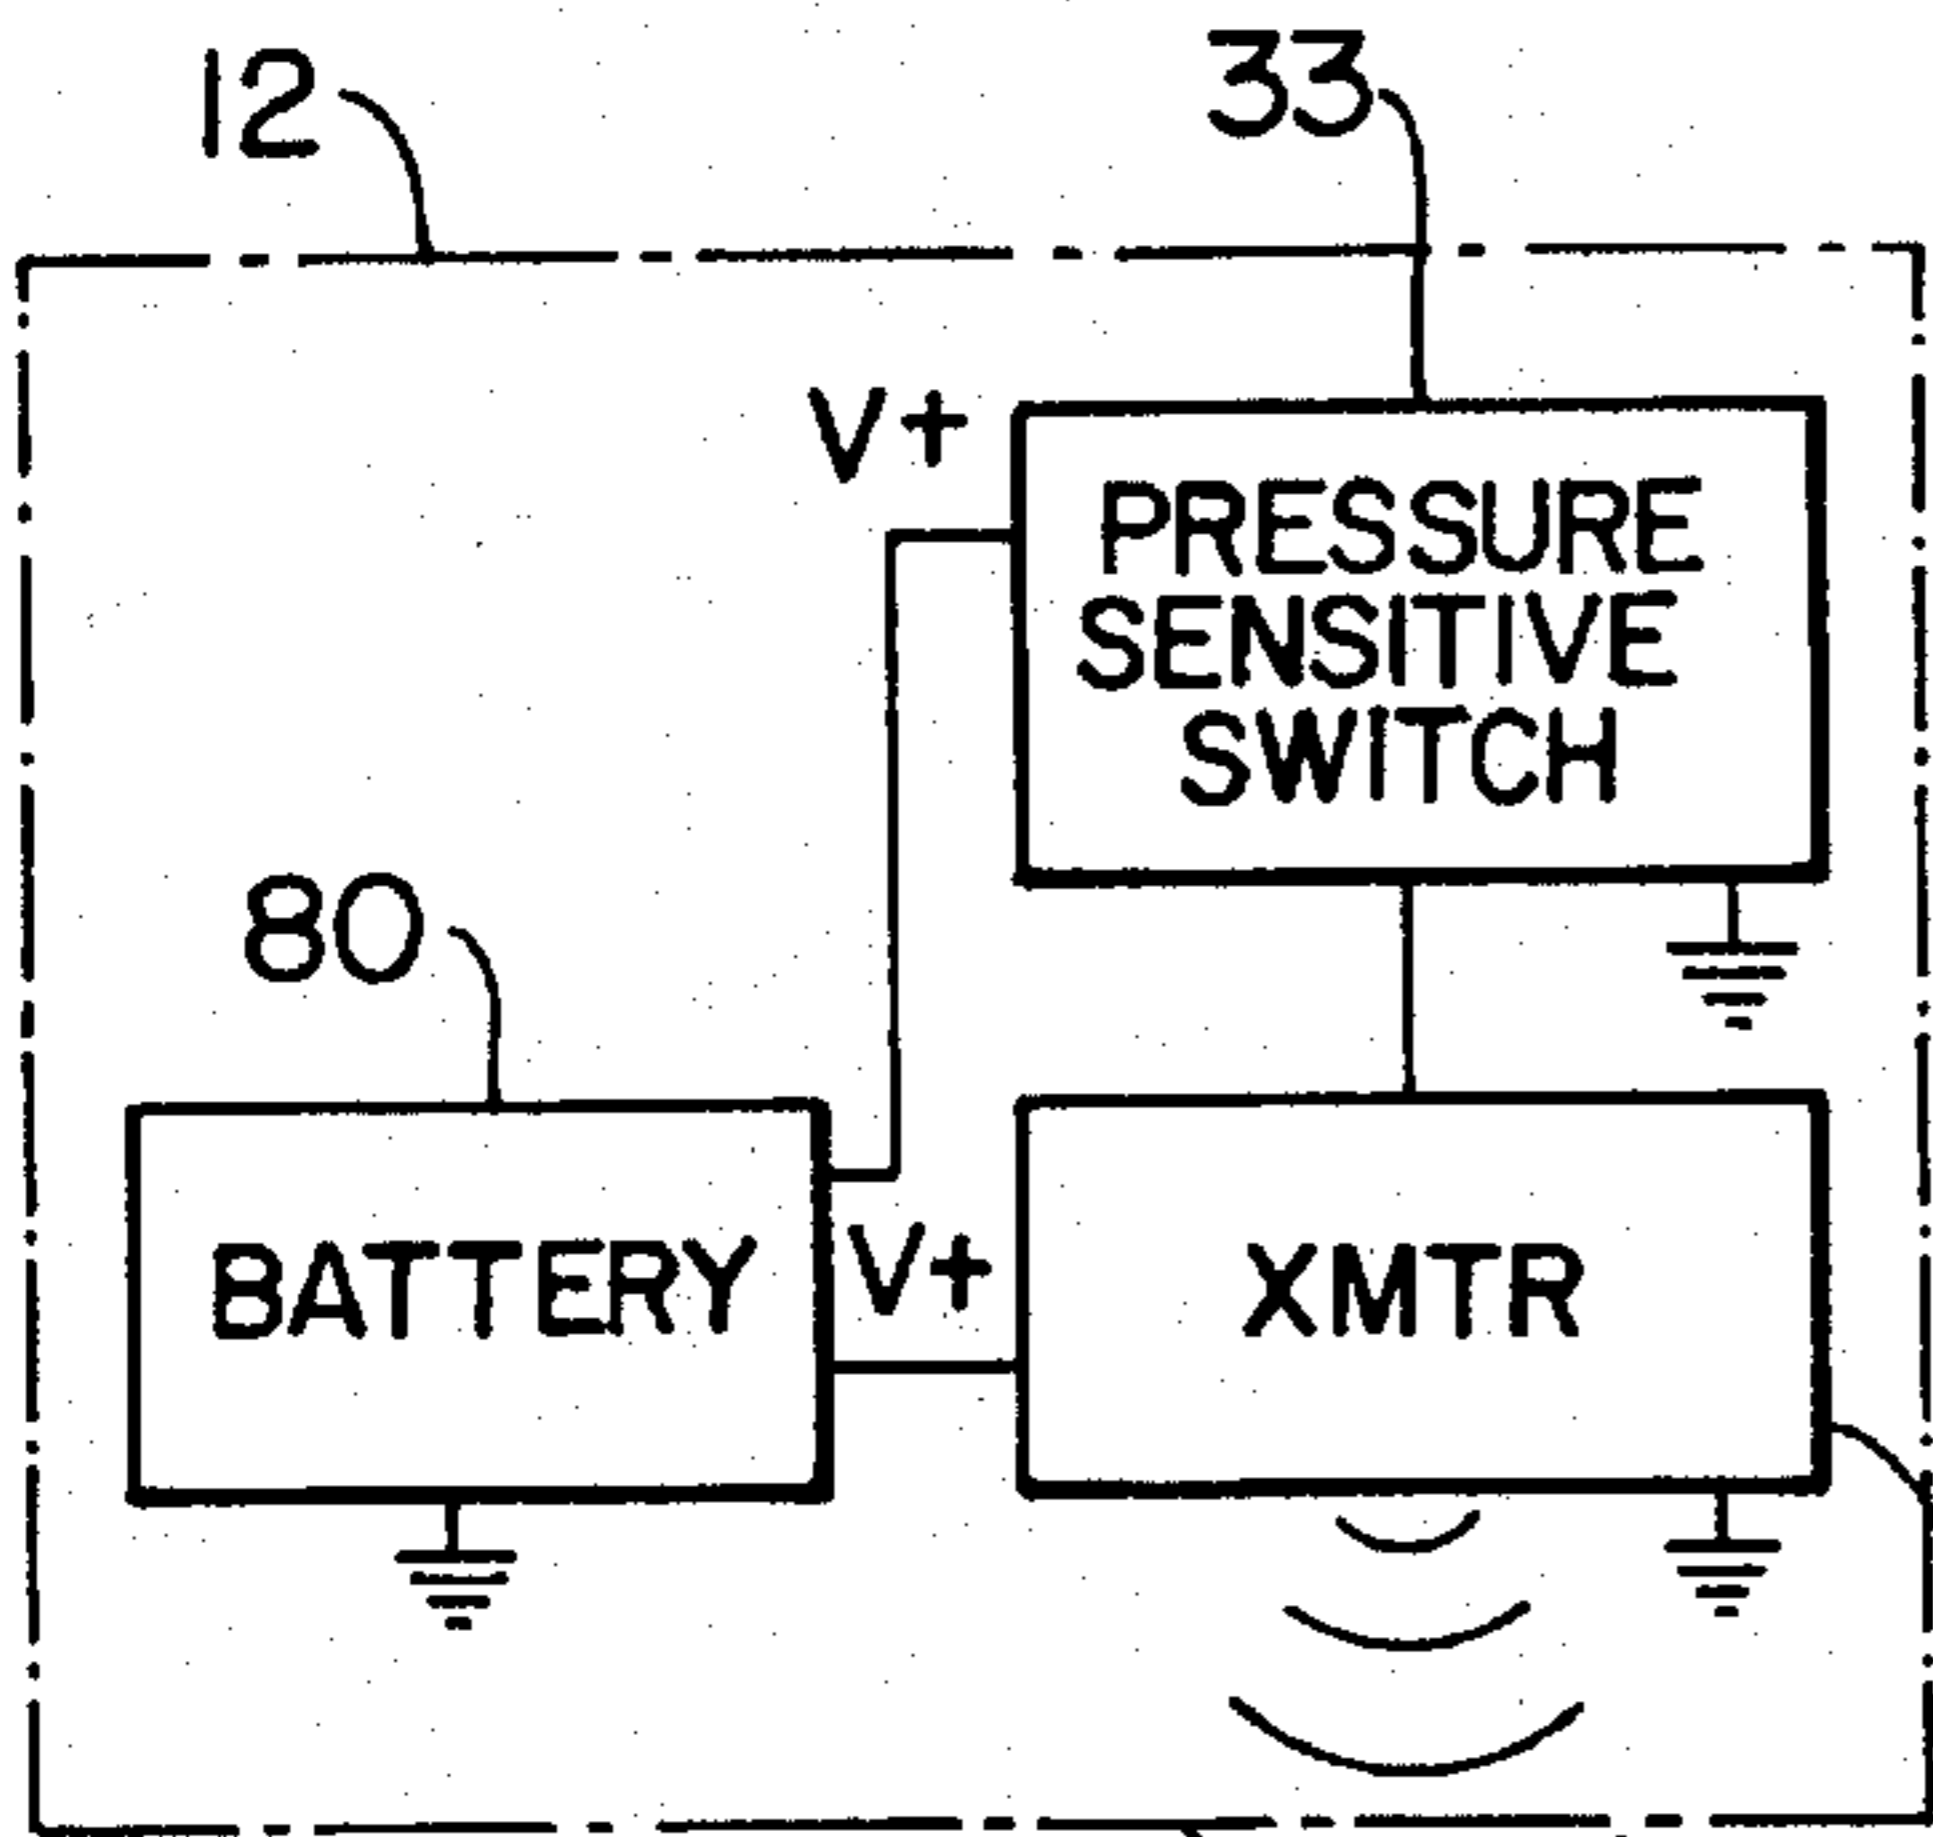 12
33
V+
PRESSURE
SENSITIVE
SWITCH
80
BATTERY
V+
XMTR